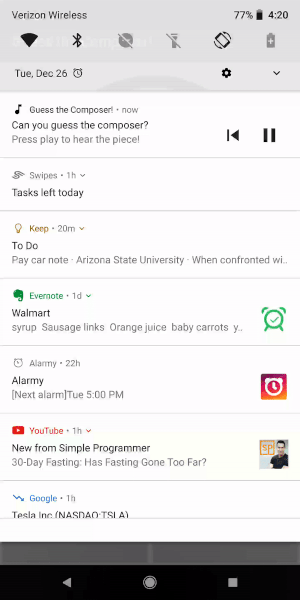 Verizon Wireless 77% 4:20
Tue, Dec 26
Guess the Composer! • now
Can you guess the composer?
Press play to hear the piece!
Swipes • 1h
Tasks left today
Keep • 20m
To Do
Pay car note · Arizona State University · When confronted wi..
Evernote • 1d
Walmart
syrup Sausage links Orange juice baby carrots y..
Alarmy • 22h
Alarmy
[Next alarm]Tue 5:00 PM
YouTube • 1h
New from Simple Programmer
SP
30-Day Fasting: Has Fasting Gone Too Far?
Google • 1h
Tesla Inc (NASDAQ:TSLA)